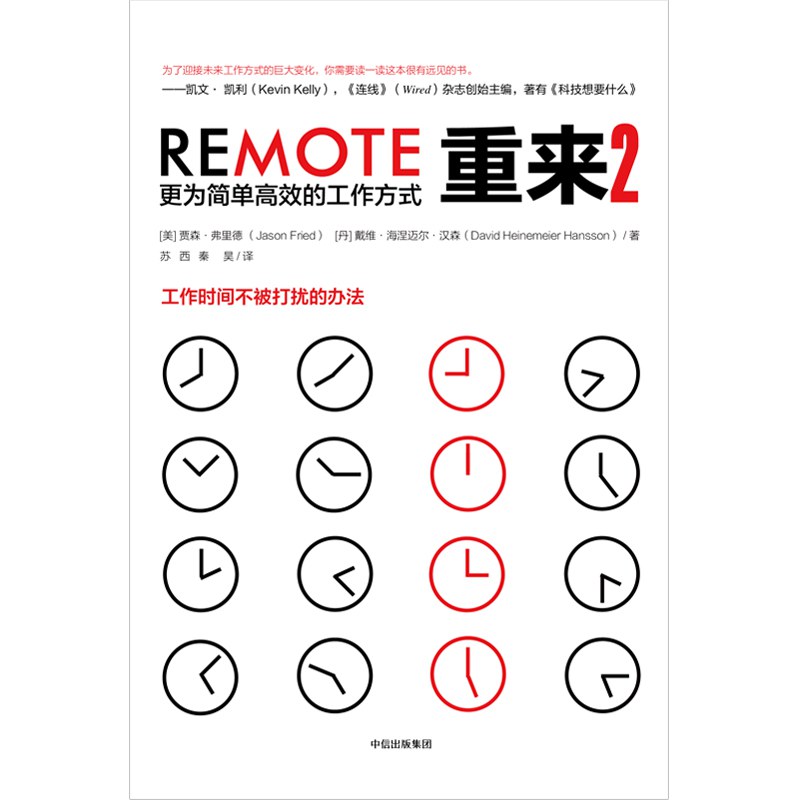 为了迎接未来工作方式的巨大变化，你需要读一读这本很有远见的书。
——凯文·凯利（Kevin Kelly），《连线》（Wired）杂志创始主编，著有《科技想要什么》
REMOTE 重来2
更为简单高效的工作方式
[美] 贾森·弗里德（Jason Fried） [丹] 戴维·海涅迈尔·汉森（David Heinemeier Hansson）/ 著
苏西 秦昊 / 译
工作时间不被打扰的办法
中信出版集团